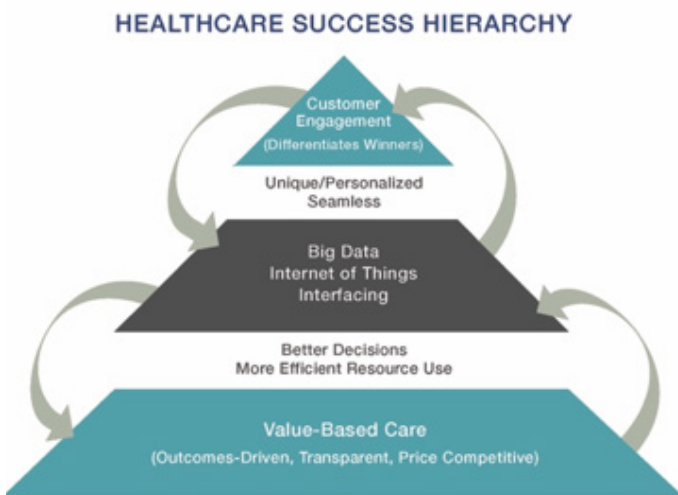 HEALTHCARE SUCCESS HIERARCHY
Customer
Engagement
(Differentiates Winners)
Unique/Personalized
Seamless
Big Data
Internet of Things
Interfacing
Better Decisions
More Efficient Resource Use
Value-Based Care
(Outcomes-Driven, Transparent, Price Competitive)